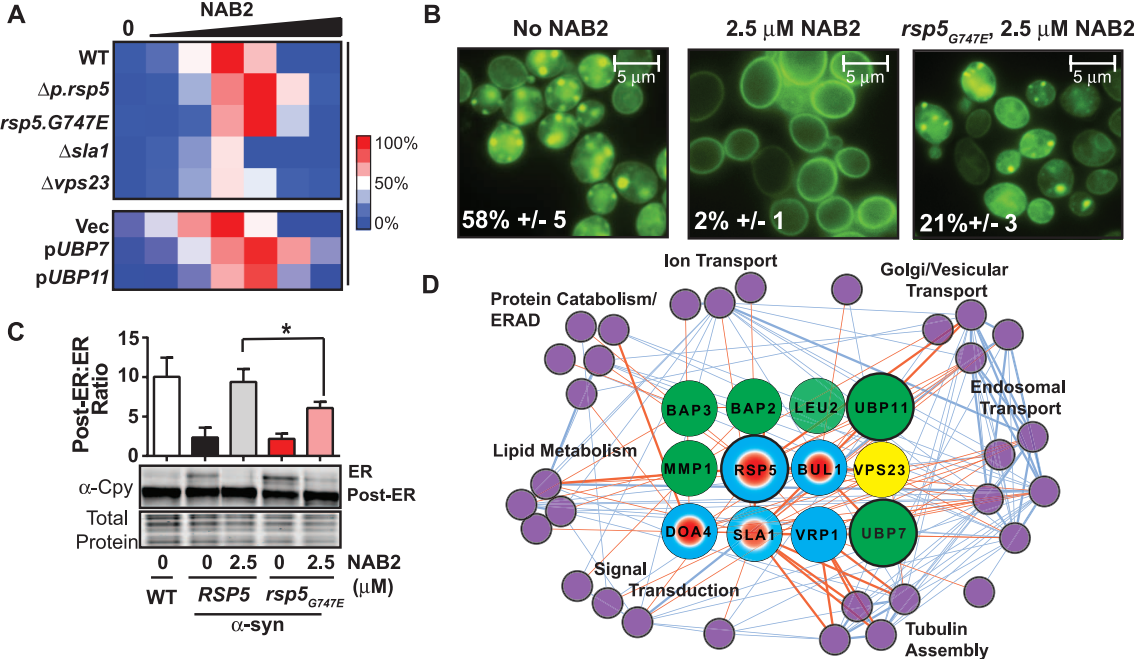 A
NAB2
0
WT
Δp.rsp5
rsp5.G747E
Δsla1
Δvps23
Vec
pUBP7
pUBP11
100%
50%
0%
B
No NAB2
2.5 μM NAB2
rsp5G747E, 2.5 μM NAB2
5 μm
5 μm
5 μm
58% +/- 5
2% +/- 1
21%+/- 3
C
Post-ER:ER
Ratio
15
10
5
0
*
α-Cpy
ER
Post-ER
Total
Protein
0 2.5 0 2.5 NAB2
(μM)
WT RSP5 rsp5G747E
α-syn
D
Ion Transport
Golgi/Vesicular
Transport
Protein Catabolism/
ERAD
Endosomal
Transport
Lipid Metabolism
BAP3 BAP2 LEU2 UBP11
MMP1 RSP5 BUL1 VPS23
DOA4 SLA1 VRP1 UBP7
Signal
Transduction
Tubulin
Assembly